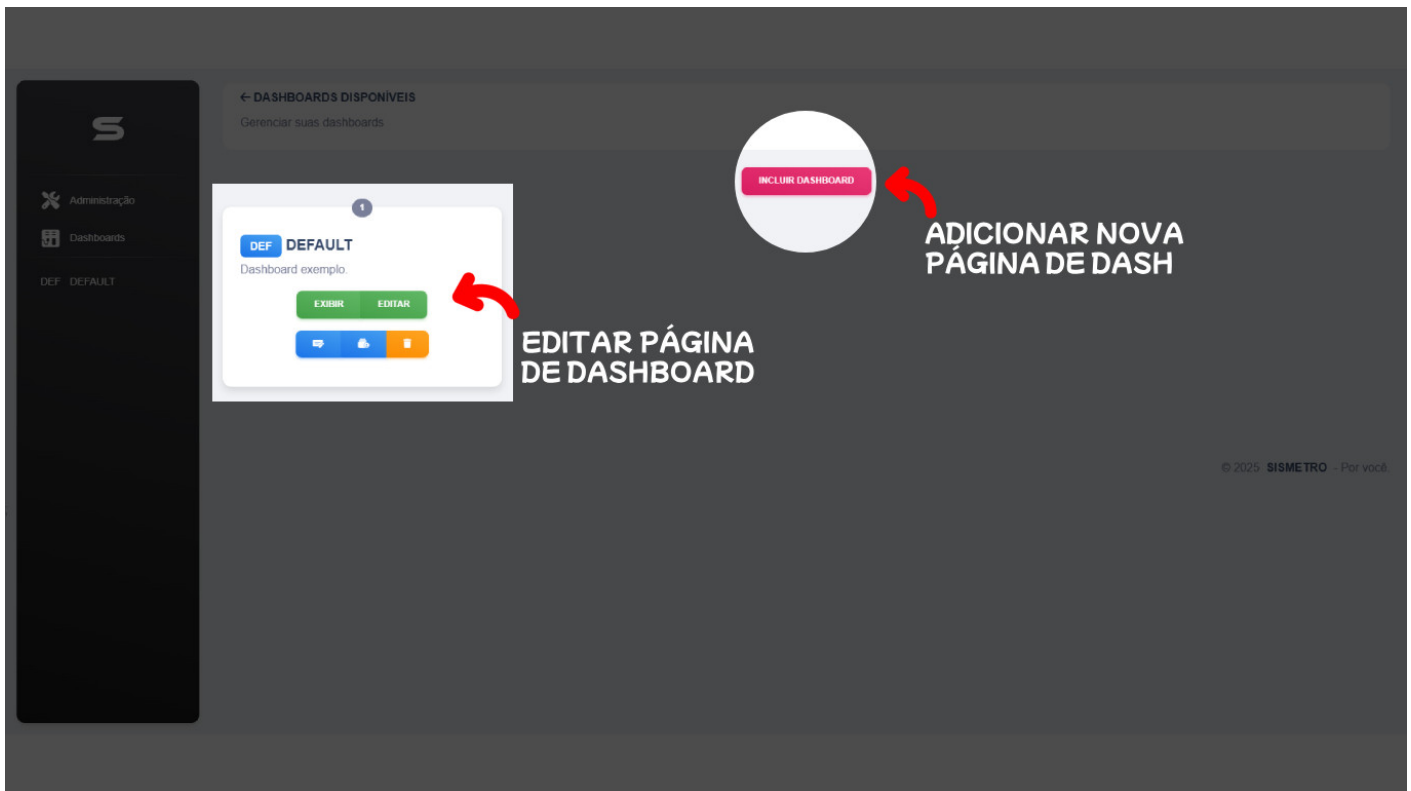 ← DASHBOARDS DISPONÍVEIS
Gerenciar suas dashboards
S
Administração
Dashboards
DEF DEFAULT
1
DEF DEFAULT
Dashboard exemplo.
EXIBIR EDITAR
EDITAR PÁGINA
DE DASHBOARD
INCLUIR DASHBOARD
ADICIONAR NOVA
PÁGINA DE DASH
© 2025 SISMETRO - Por você.